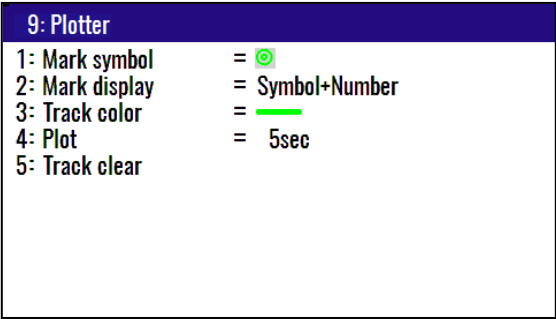 9: Plotter
1: Mark symbol =
2: Mark display = Symbol+Number
3: Track color =
4: Plot = 5sec
5: Track clear